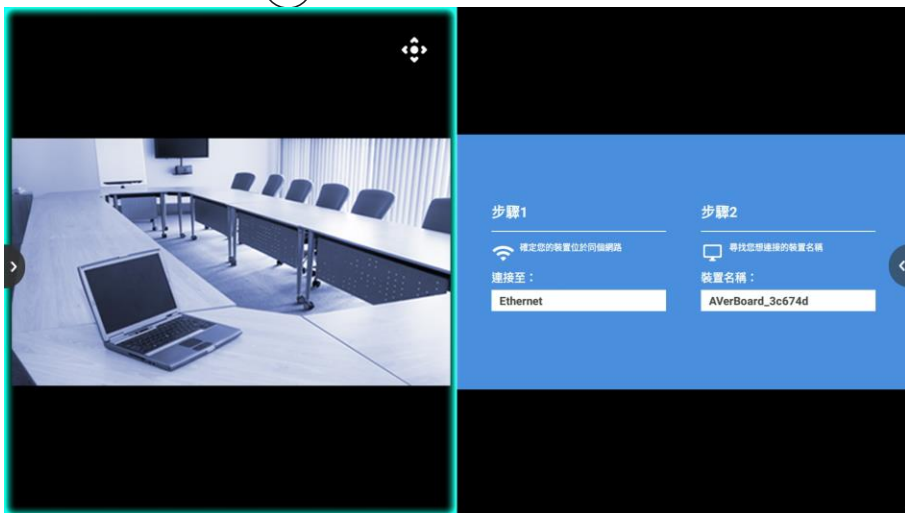 步驟1
確定您的裝置位於同個網路
連接至：
Ethernet
步驟2
尋找您想連接的裝置名稱
裝置名稱：
AVerBoard_3c674d